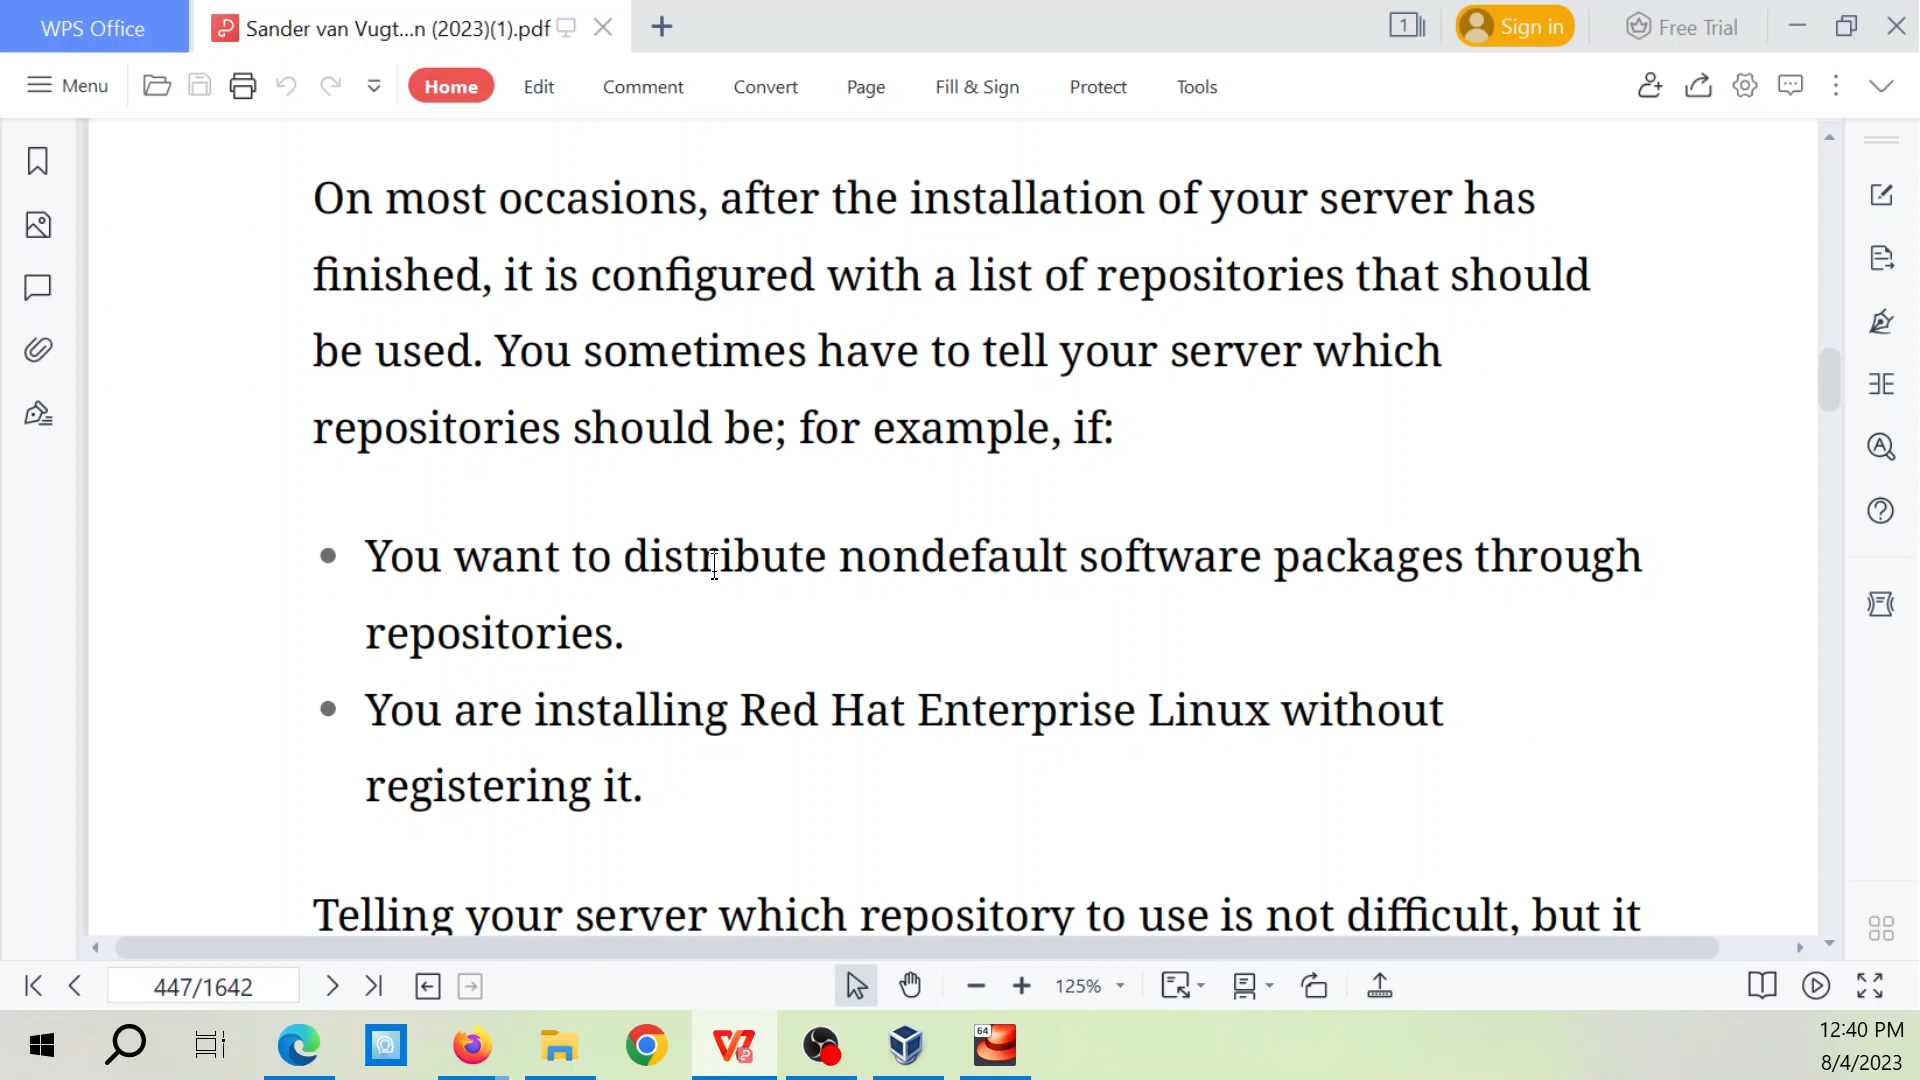 WPS Office
Sander van Vugt...n (2023)(1).pdf
1
Sign in
Free Trial
Menu
Home
Edit
Comment
Convert
Page
Fill & Sign
Protect
Tools
On most occasions, after the installation of your server has
finished, it is configured with a list of repositories that should
be used. You sometimes have to tell your server which
repositories should be; for example, if:
You want to distribute nondefault software packages through
repositories.
You are installing Red Hat Enterprise Linux without
registering it.
Telling your server which repository to use is not difficult, but it
447/1642
125%
64
12:40 PM
8/4/2023